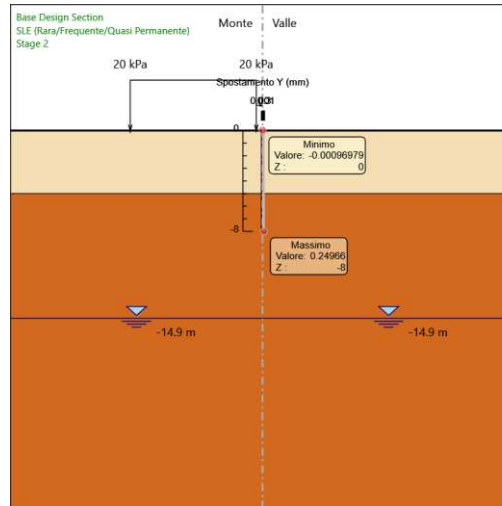 Base Design Section
SLE (Rara/Frequente/Quasi Permanente)
Stage 2
Monte
Valle
20 kPa
20 kPa
Spostamento Y (mm)
0
Minimo
Valore: -0.00096979
Z : 0
-8
Massimo
Valore: 0.24966
Z : -8
-14.9 m
-14.9 m